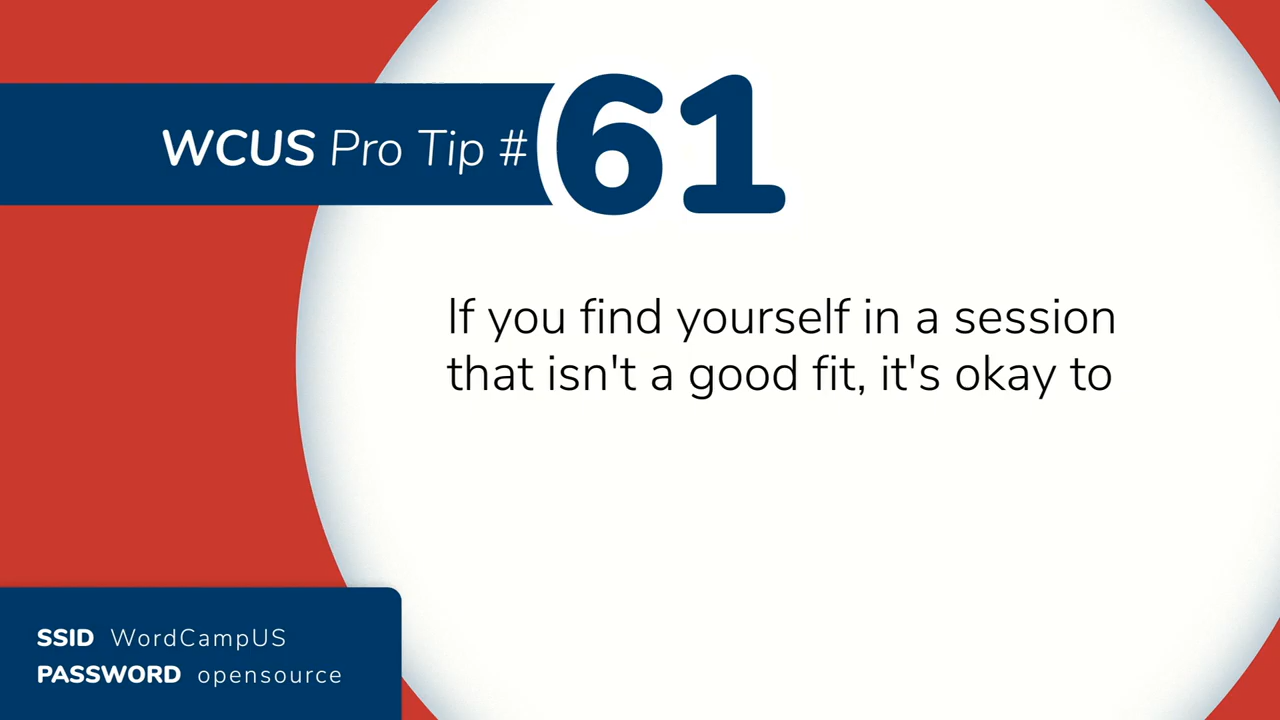 WCUS Pro Tip # 61
If you find yourself in a session
that isn't a good fit, it's okay to
SSID WordCampUS
PASSWORD opensource